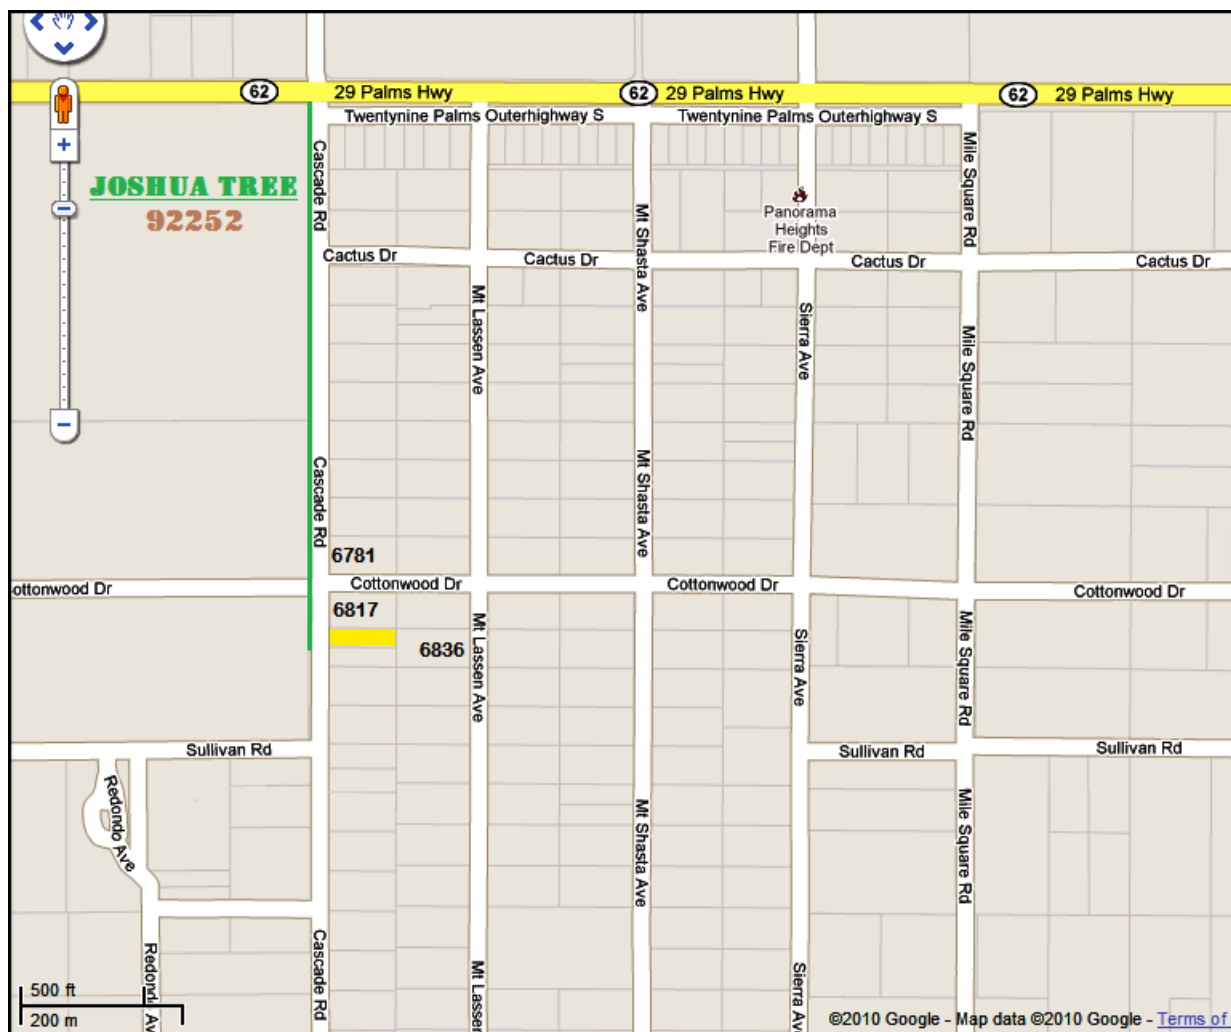 62
29 Palms Hwy
62
29 Palms Hwy
62
29 Palms Hwy
Twentynine Palms Outerhighway S
Twentynine Palms Outerhighway S
JOSHUA TREE
92252
Cascade Rd
Mile Square Rd
Panorama
Heights
Fire Dept
Mt Shasta Ave
Cactus Dr
Cactus Dr
Cactus Dr
Cactus Dr
Mt Lassen Ave
Sierra Ave
Mile Square Rd
Cascade Rd
Mt Shasta Ave
6781
ottonwood Dr
Cottonwood Dr
Cottonwood Dr
Cottonwood Dr
6817
6836
Mt Lassen Ave
Sierra Ave
Mile Square Rd
Sullivan Rd
Sullivan Rd
Sullivan Rd
Redondo Ave
Mt Shasta Ave
Mile Square Rd
Redondo Av
Cascade Rd
Mt Lassen
Sierra Av
500 ft
200 m
©2010 Google - Map data ©2010 Google - Terms of